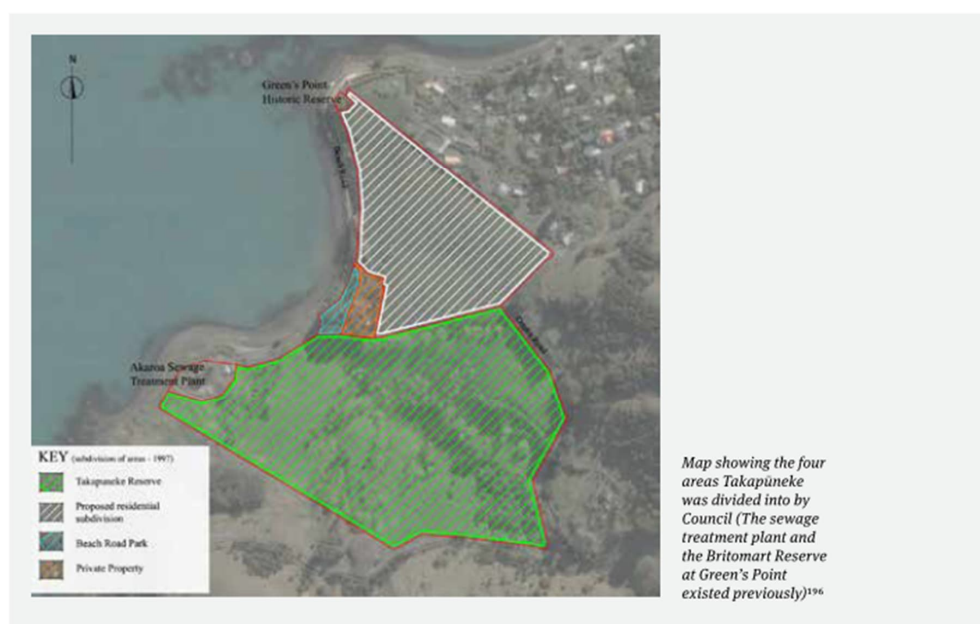 N
Green's Point
Historic Reserve
Beach Road
Akaroa Sewage
Treatment Plant
KEY (subdivision of areas - 1997)
Takapuneke Reserve
Proposed residential
subdivision
Beach Road Park
Private Property
Map showing the four
areas Takapūneke
was divided into by
Council (The sewage
treatment plant and
the Britomart Reserve
at Green's Point
existed previously)¹⁹⁶